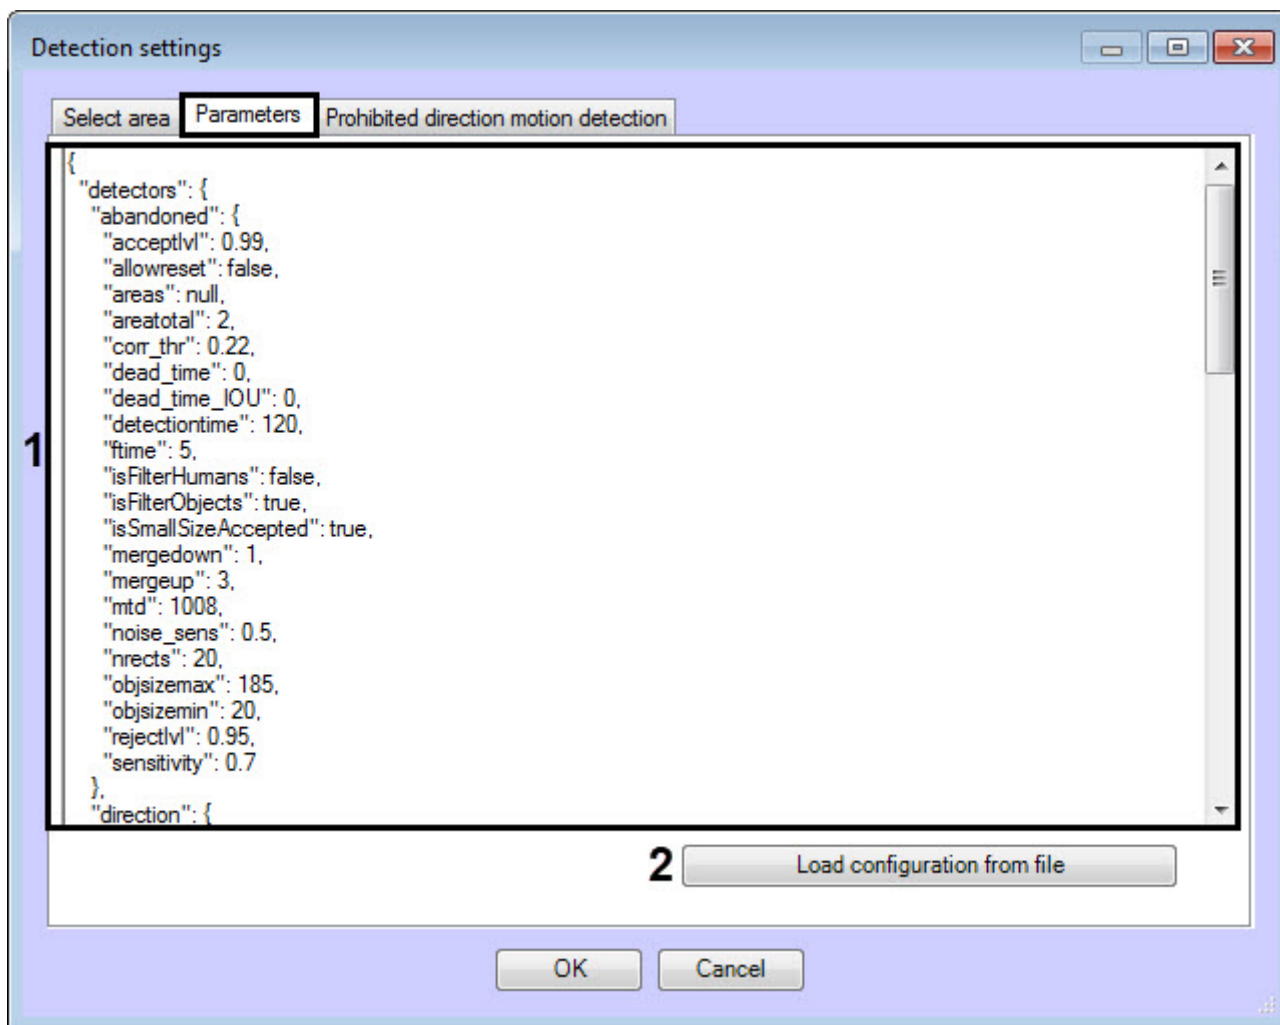 Detection settings
Select area Parameters Prohibited direction motion detection
{
"detectors": {
"abandoned": {
"acceptlvl": 0.99,
"allowreset": false,
"areas": null,
"areatotal": 2,
"corr_thr": 0.22,
"dead_time": 0,
"dead_time_IOU": 0,
"detectiontime": 120,
1
"ftime": 5,
"isFilterHumans": false,
"isFilterObjects": true,
"isSmallSizeAccepted": true,
"mergedown": 1,
"mergeup": 3,
"mtd": 1008,
"noise_sens": 0.5,
"nrects": 20,
"objsizemax": 185,
"objsizemin": 20,
"rejectlvl": 0.95,
"sensitivity": 0.7
},
"direction": {
2 Load configuration from file
OK Cancel